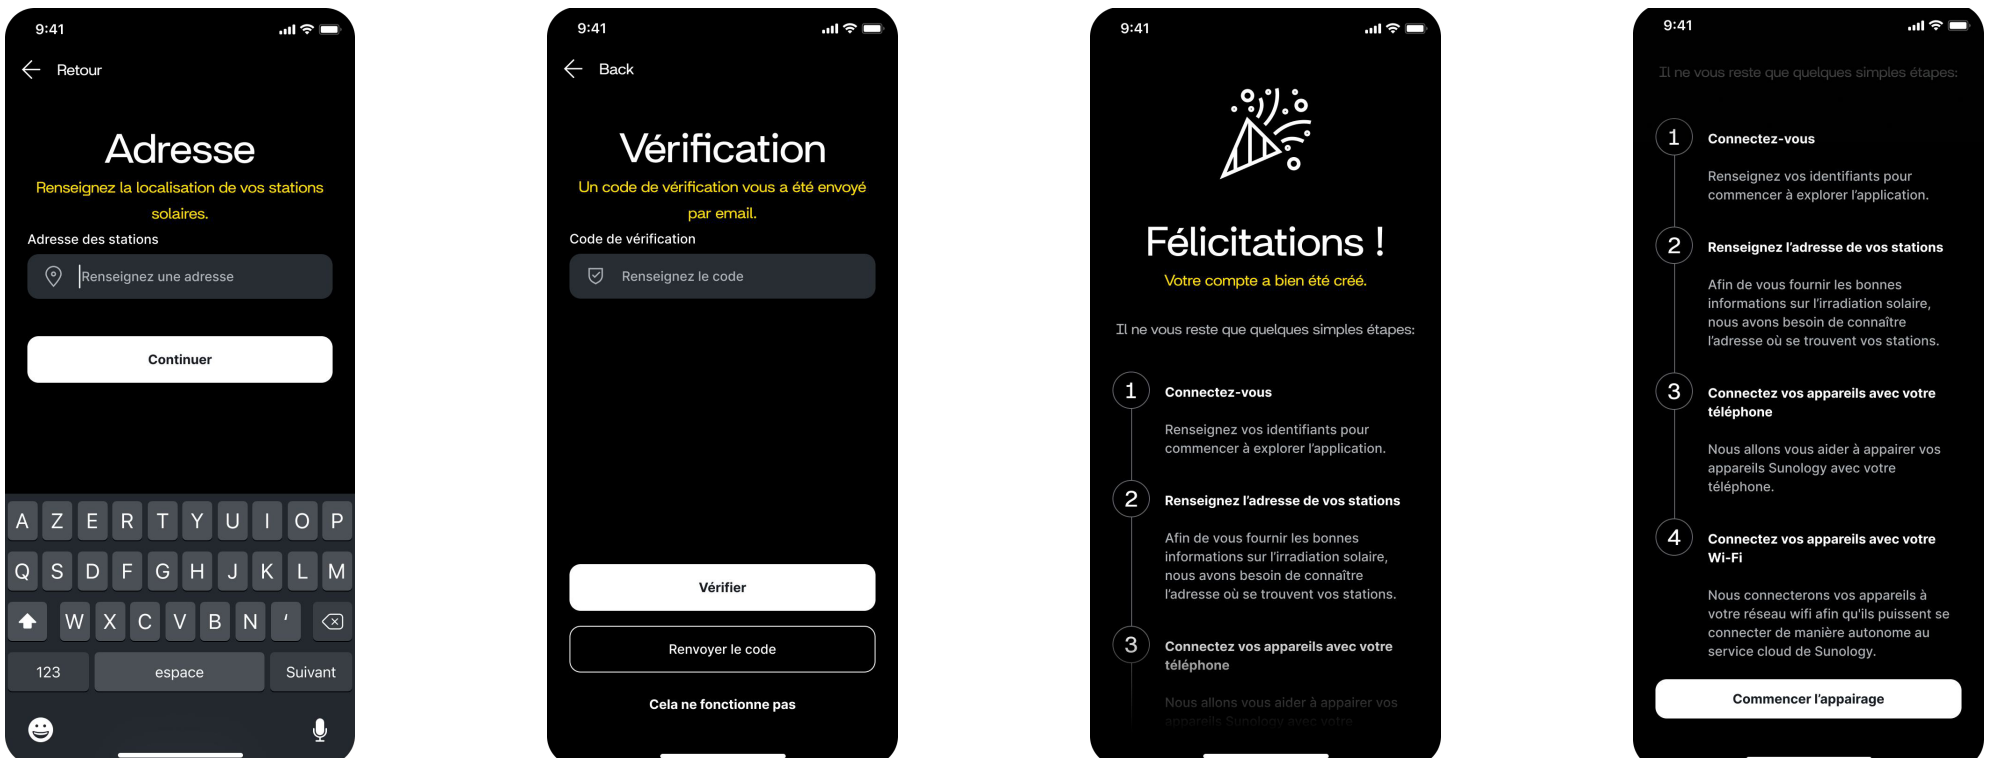 9:41
Retour
Adresse
Renseignez la localisation de vos stations
solaires.
Adresse des stations
Renseignez une adresse
Continuer
A Z E R T Y U I O P
Q S D F G H J K L M
W X C V B N '
123 espace Suivant
9:41
Back
Vérification
Un code de vérification vous a été envoyé
par email.
Code de vérification
Renseignez le code
Vérifier
Renvoyer le code
Cela ne fonctionne pas
9:41
Félicitations !
Votre compte a bien été créé.
Il ne vous reste que quelques simples étapes:
1 Connectez-vous
Renseignez vos identifiants pour
commencer à explorer l'application.
2 Renseignez l'adresse de vos stations
Afin de vous fournir les bonnes
informations sur l'irradiation solaire,
nous avons besoin de connaître
l'adresse où se trouvent vos stations.
3 Connectez vos appareils avec votre
téléphone
Nous allons vous aider à appairer vos
appareils Sunology avec votre
9:41
Il ne vous reste que quelques simples étapes:
1 Connectez-vous
Renseignez vos identifiants pour
commencer à explorer l'application.
2 Renseignez l'adresse de vos stations
Afin de vous fournir les bonnes
informations sur l'irradiation solaire,
nous avons besoin de connaître
l'adresse où se trouvent vos stations.
3 Connectez vos appareils avec votre
téléphone
Nous allons vous aider à appairer vos
appareils Sunology avec votre
téléphone.
4 Connectez vos appareils avec votre
Wi-Fi
Nous connecterons vos appareils à
votre réseau wifi afin qu'ils puissent se
connecter de manière autonome au
service cloud de Sunology.
Commencer l'appairage